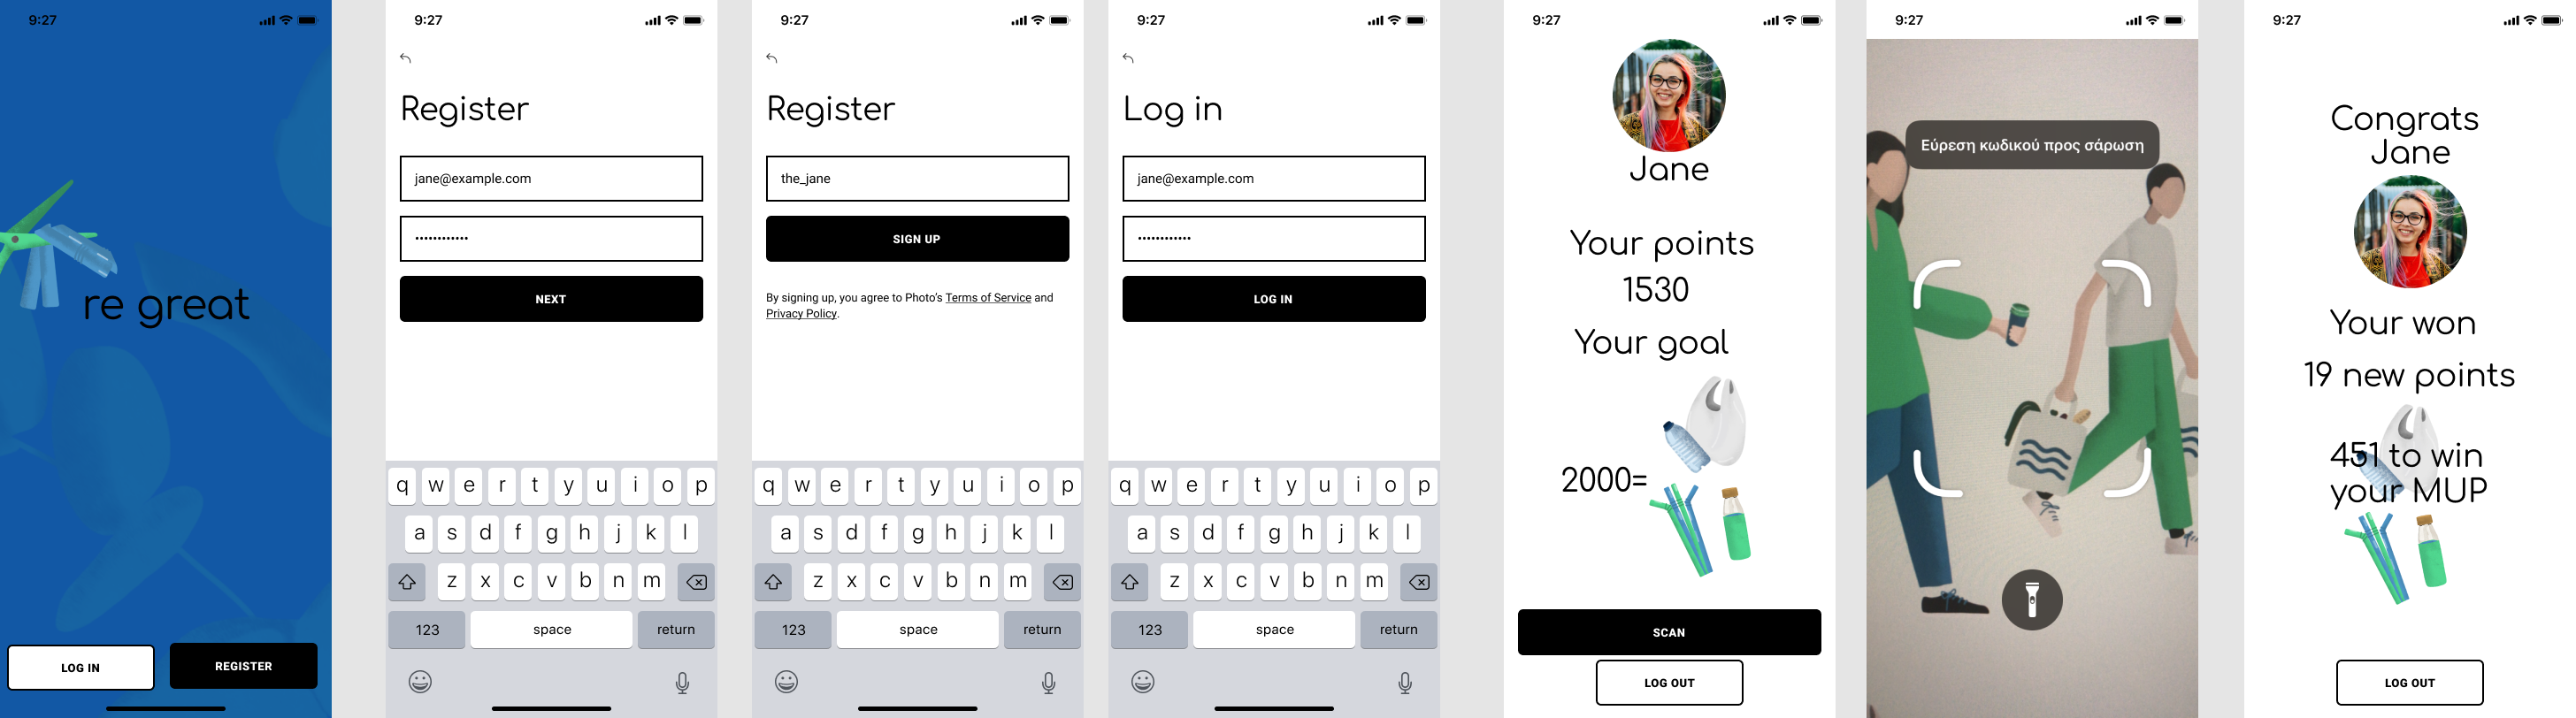 9:27
re great
LOG IN
REGISTER
9:27
Register
jane@example.com
••••••••••••
NEXT
q w e r t y u i o p
a s d f g h j k l
z x c v b n m
123 space return
9:27
Register
the_jane
SIGN UP
By signing up, you agree to Photo's Terms of Service and
Privacy Policy.
q w e r t y u i o p
a s d f g h j k l
z x c v b n m
123 space return
9:27
Log in
jane@example.com
••••••••••••
LOG IN
q w e r t y u i o p
a s d f g h j k l
z x c v b n m
123 space return
9:27
Jane
Your points
1530
Your goal
2000=
SCAN
LOG OUT
9:27
Εύρεση κωδικού προς σάρωση
9:27
Congrats
Jane
Your won
19 new points
451 to win
your MUP
LOG OUT